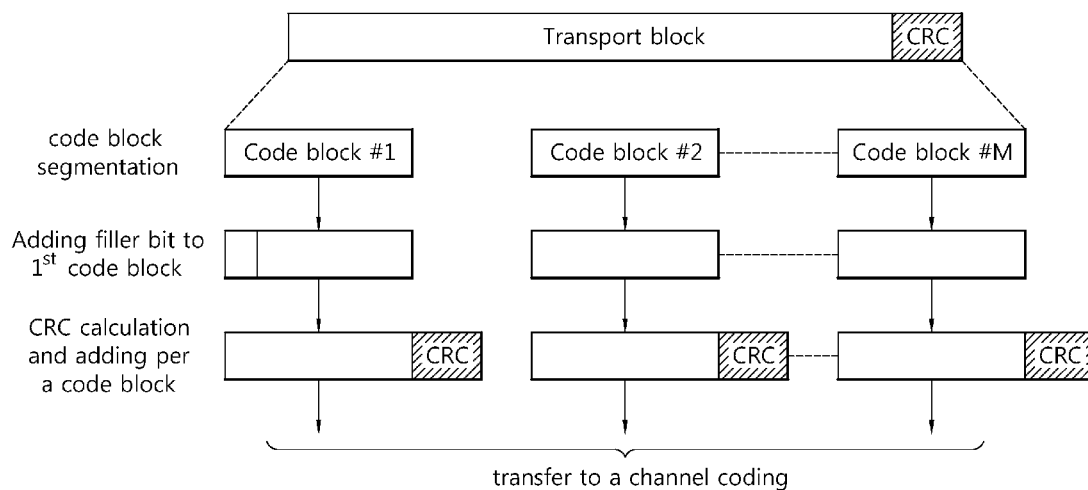 Transport block CRC
code block
segmentation
Code block #1 Code block #2 Code block #M
Adding filler bit to
1st code block
CRC calculation
and adding per
a code block
CRC CRC CRC
transfer to a channel coding